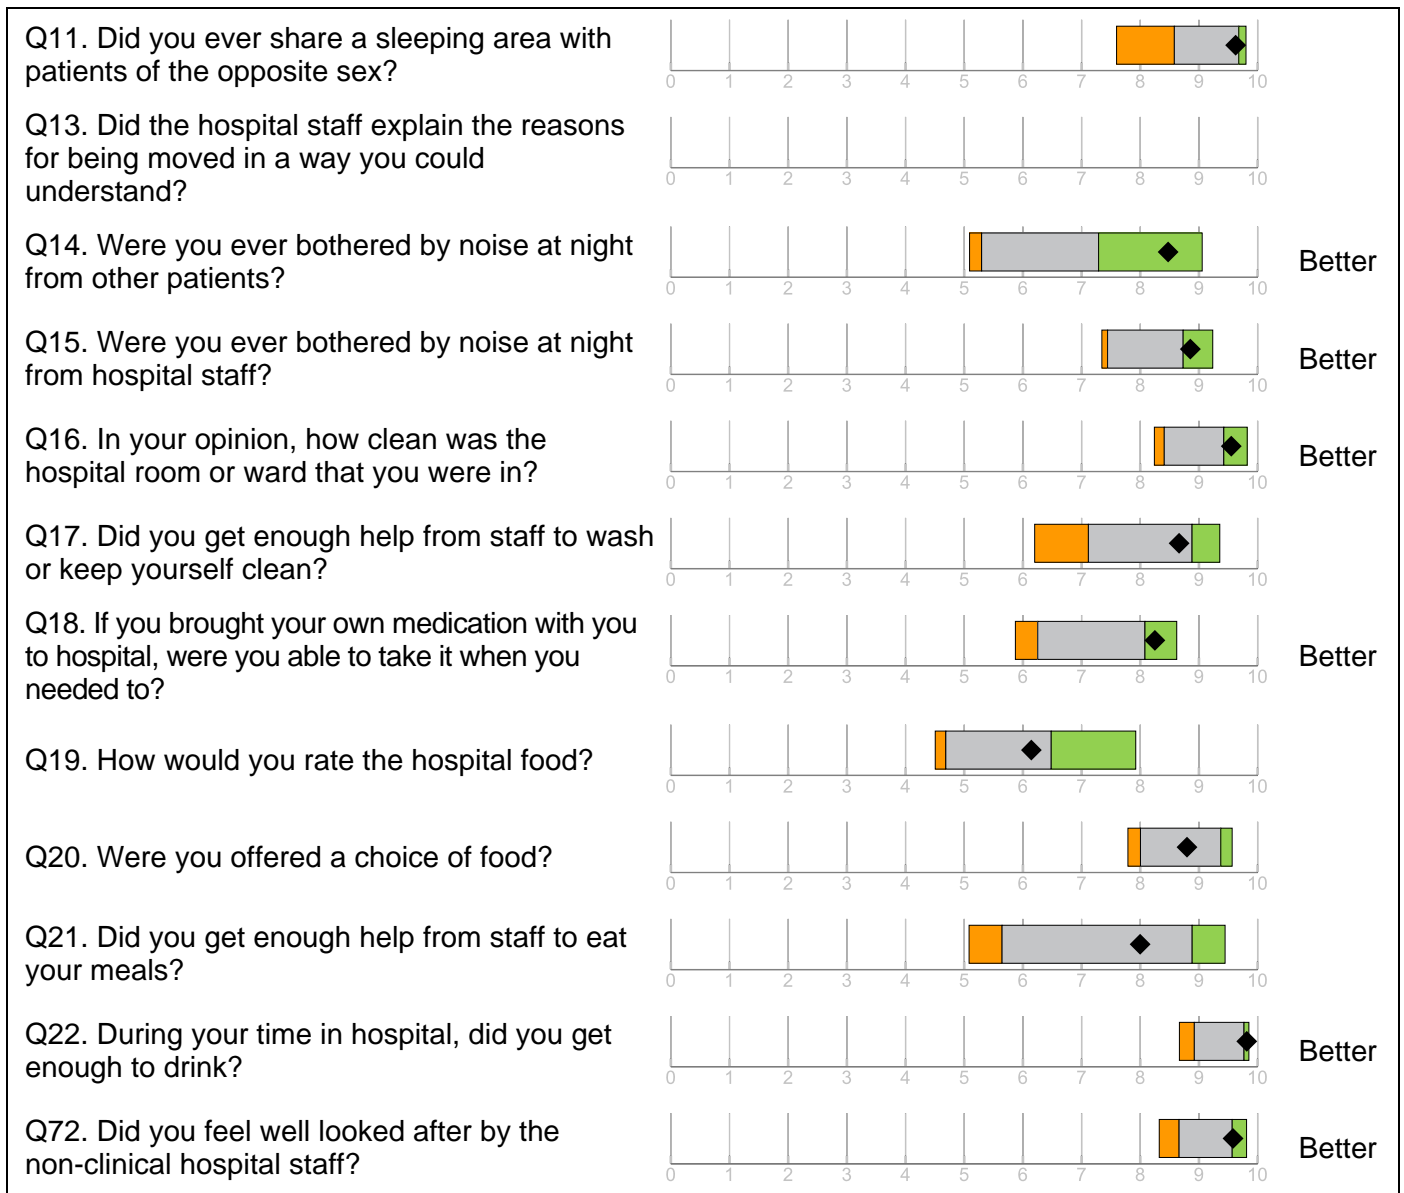 Q11. Did you ever share a sleeping area with
patients of the opposite sex?
0 1 2 3 4 5 6 7 8 9 10
Q13. Did the hospital staff explain the reasons
for being moved in a way you could
understand?
0 1 2 3 4 5 6 7 8 9 10
Q14. Were you ever bothered by noise at night
from other patients?
Better
0 1 2 3 4 5 6 7 8 9 10
Q15. Were you ever bothered by noise at night
from hospital staff?
Better
0 1 2 3 4 5 6 7 8 9 10
Q16. In your opinion, how clean was the
hospital room or ward that you were in?
Better
0 1 2 3 4 5 6 7 8 9 10
Q17. Did you get enough help from staff to wash
or keep yourself clean?
0 1 2 3 4 5 6 7 8 9 10
Q18. If you brought your own medication with you
to hospital, were you able to take it when you
needed to?
Better
0 1 2 3 4 5 6 7 8 9 10
Q19. How would you rate the hospital food?
0 1 2 3 4 5 6 7 8 9 10
Q20. Were you offered a choice of food?
0 1 2 3 4 5 6 7 8 9 10
Q21. Did you get enough help from staff to eat
your meals?
0 1 2 3 4 5 6 7 8 9 10
Q22. During your time in hospital, did you get
enough to drink?
Better
0 1 2 3 4 5 6 7 8 9 10
Q72. Did you feel well looked after by the
non-clinical hospital staff?
Better
0 1 2 3 4 5 6 7 8 9 10